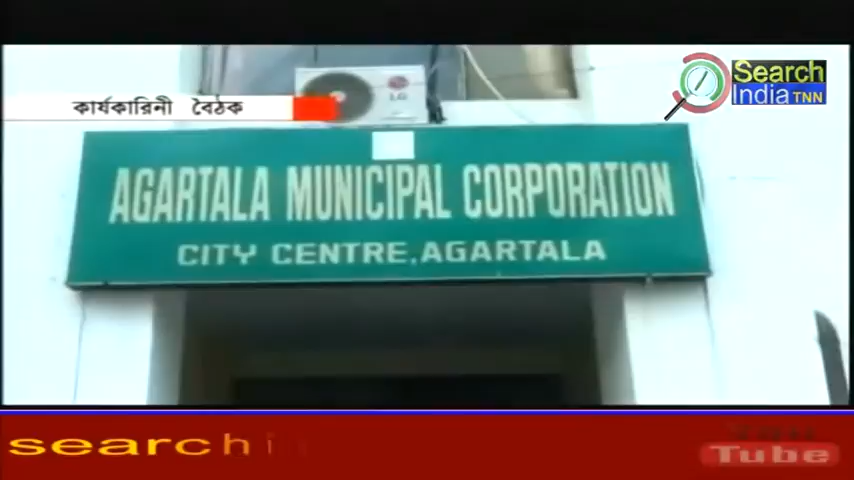 কার্যকারিনী বৈঠক
LG
Search
India TNN
AGARTALA MUNICIPAL CORPORATION
CITY CENTRE, AGARTALA
search
Tube